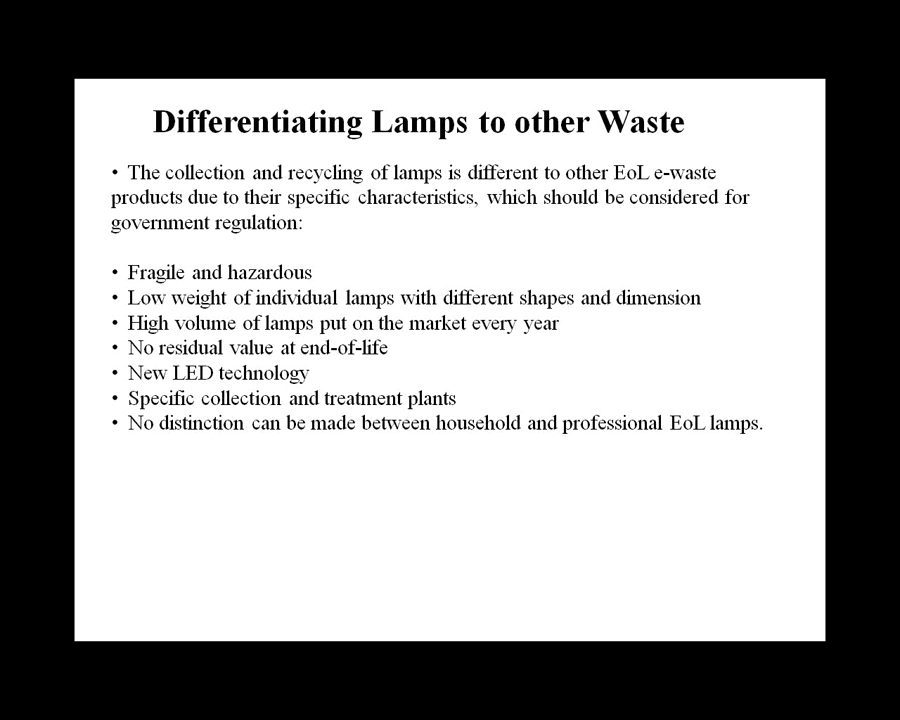 Differentiating Lamps to other Waste
• The collection and recycling of lamps is different to other EoL e-waste
products due to their specific characteristics, which should be considered for
government regulation:
• Fragile and hazardous
• Low weight of individual lamps with different shapes and dimension
• High volume of lamps put on the market every year
• No residual value at end-of-life
• New LED technology
• Specific collection and treatment plants
• No distinction can be made between household and professional EoL lamps.